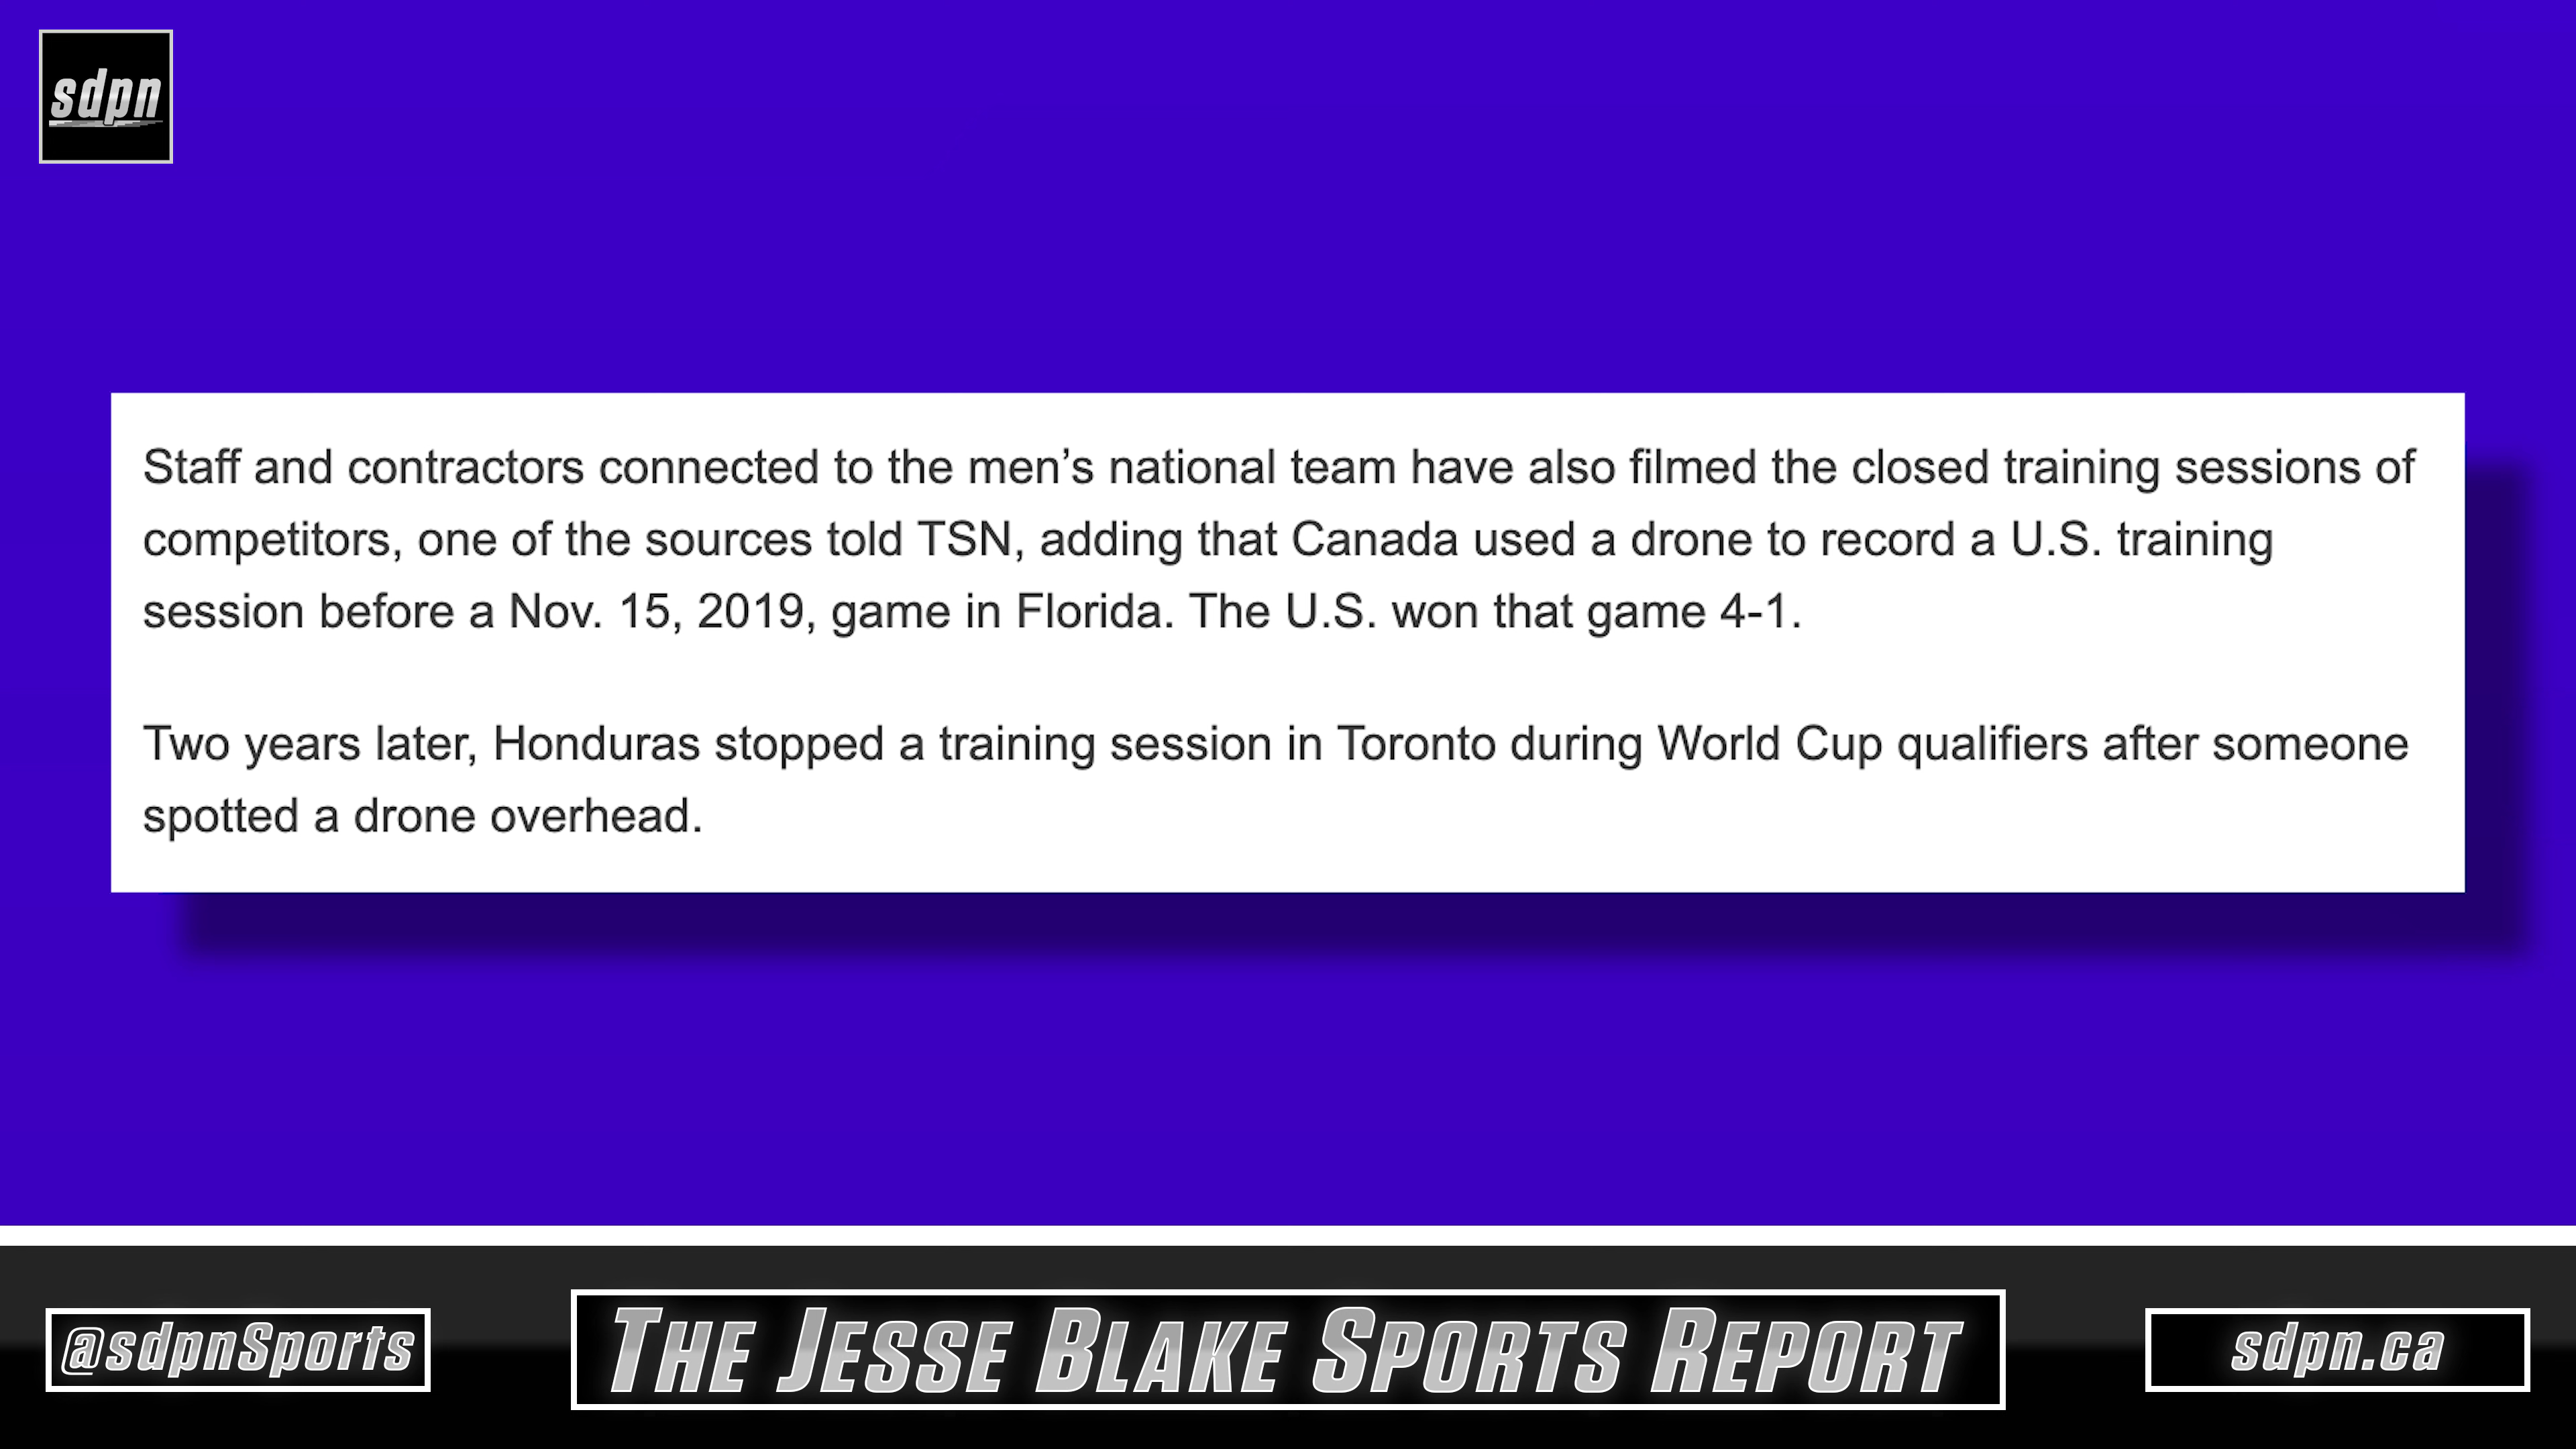 sdpn
Staff and contractors connected to the men’s national team have also filmed the closed training sessions of
competitors, one of the sources told TSN, adding that Canada used a drone to record a U.S. training
session before a Nov. 15, 2019, game in Florida. The U.S. won that game 4-1.
Two years later, Honduras stopped a training session in Toronto during World Cup qualifiers after someone
spotted a drone overhead.
@sdpnSports
THE JESSE BLAKE SPORTS REPORT
sdpn.ca